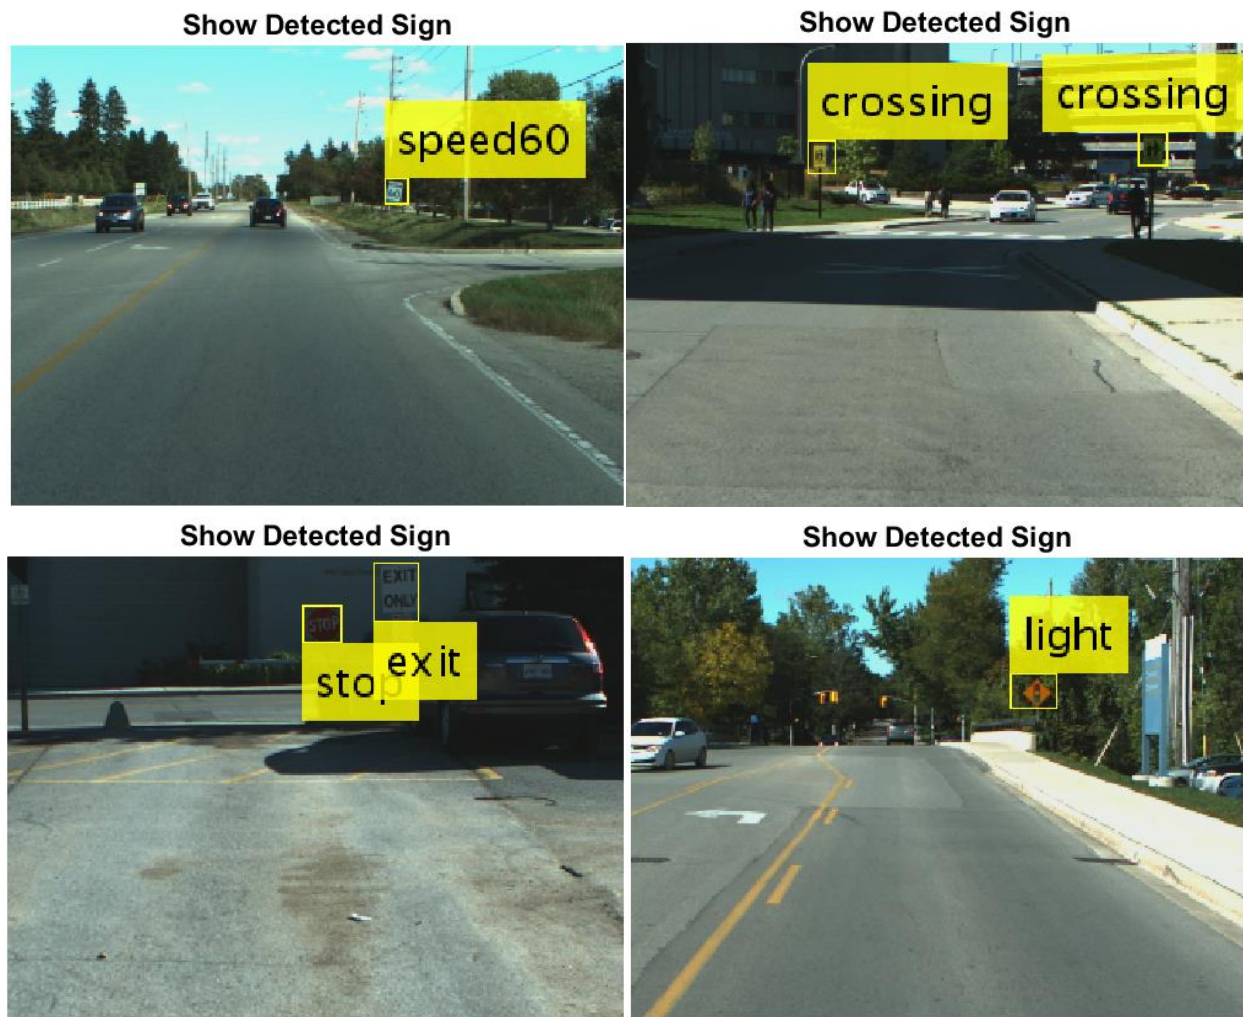 Show Detected Sign
speed60
Show Detected Sign
crossing
crossing
Show Detected Sign
EXIT
ONLY
STOP
stop
exit
Show Detected Sign
light